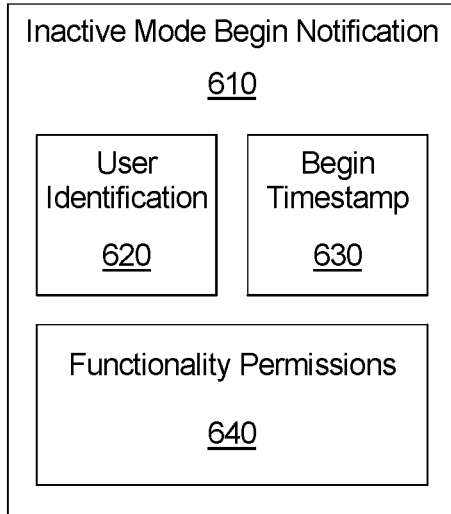 Inactive Mode Begin Notification
610
User
Identification
620
Begin
Timestamp
630
Functionality Permissions
640